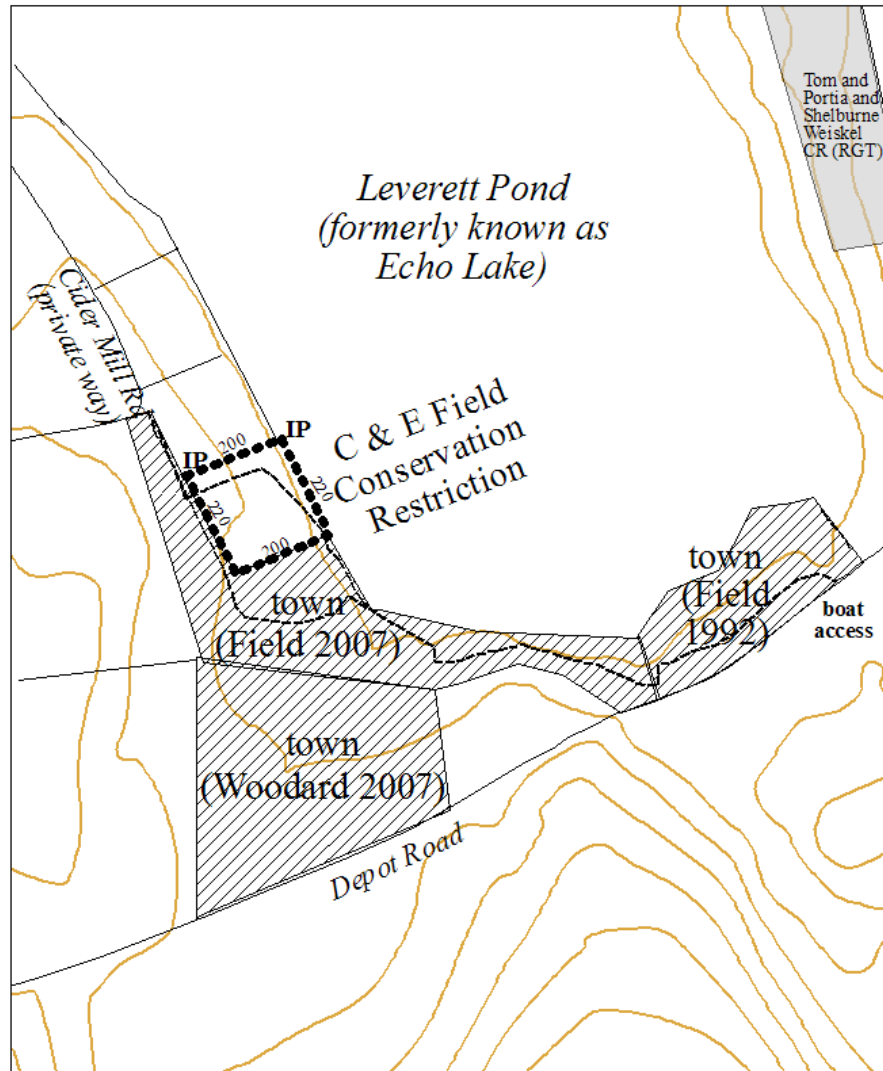 Tom and
Portia and
Shelburne
Weiskel
CR (RGT)
Leverett Pond
(formerly known as
Echo Lake)
Cider Mill Rd
(private way)
IP
200
IP
C & E Field
Conservation
Restriction
220
220
200
town
(Field 2007)
town
(Field
1992)
boat
access
town
(Woodard 2007)
Depot Road